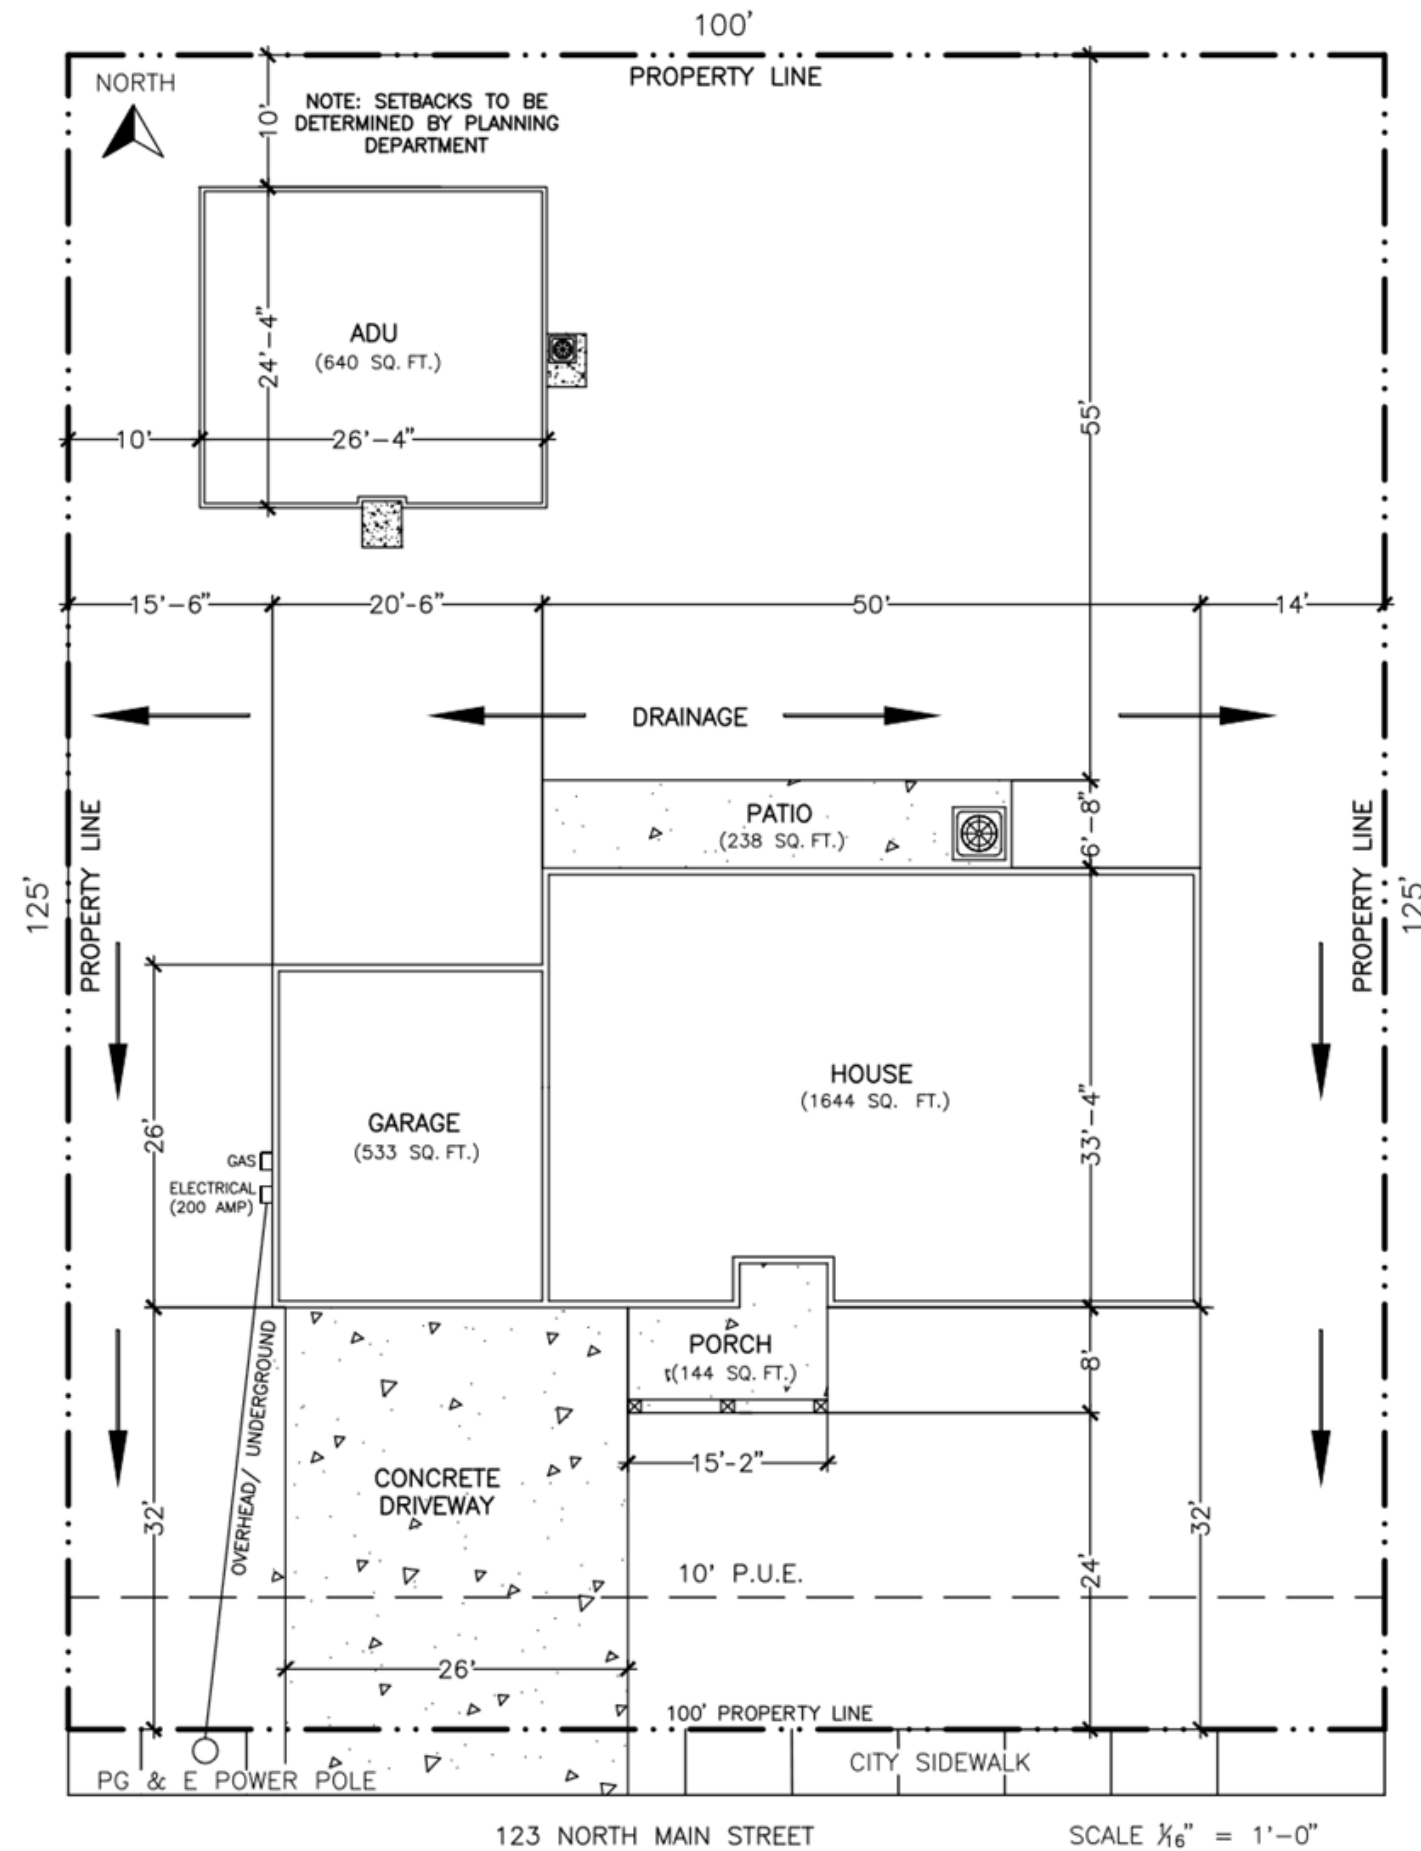 100'
NORTH
PROPERTY LINE
10'
NOTE: SETBACKS TO BE
DETERMINED BY PLANNING
DEPARTMENT
ADU
(640 SQ. FT.)
24'-4"
10'
26'-4"
55'
15'-6"
20'-6"
50'
14'
DRAINAGE
PATIO
(238 SQ. FT.)
6'-8"
PROPERTY LINE
125'
PROPERTY LINE
125'
HOUSE
(1644 SQ. FT.)
GARAGE
(533 SQ. FT.)
26'
33'-4"
GAS
ELECTRICAL
(200 AMP)
OVERHEAD/ UNDERGROUND
PORCH
(144 SQ. FT.)
8'
15'-2"
CONCRETE
DRIVEWAY
32'
32'
24'
10' P.U.E.
26'
100' PROPERTY LINE
CITY SIDEWALK
PG & E POWER POLE
123 NORTH MAIN STREET
SCALE 1/16" = 1'-0"